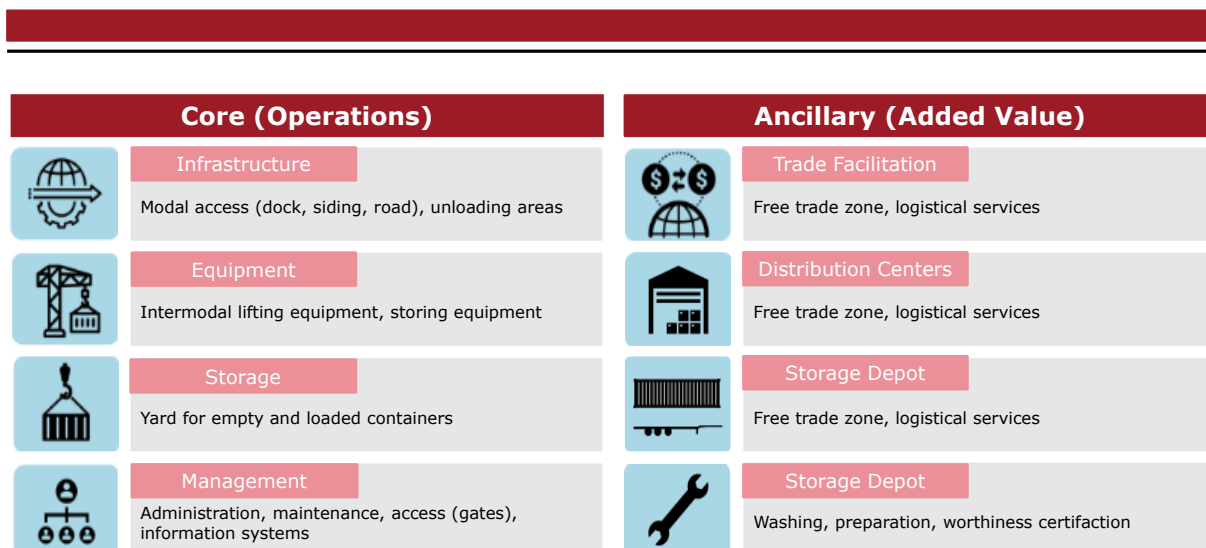 Core (Operations)
Infrastructure
Modal access (dock, siding, road), unloading areas
Equipment
Intermodal lifting equipment, storing equipment
Storage
Yard for empty and loaded containers
Management
Administration, maintenance, access (gates),
information systems
Ancillary (Added Value)
Trade Facilitation
Free trade zone, logistical services
Distribution Centers
Free trade zone, logistical services
Storage Depot
Free trade zone, logistical services
Storage Depot
Washing, preparation, worthiness certifaction